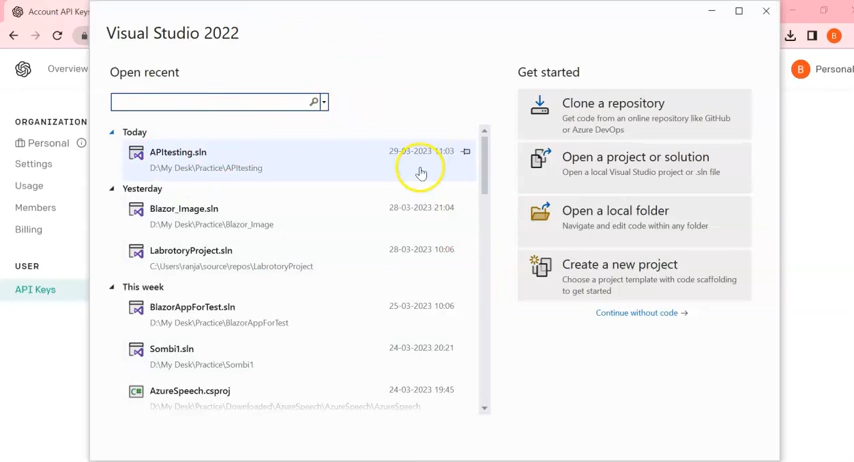 Account API Keys
Visual Studio 2022
Overview
B
B
Personal
ORGANIZATION
Personal
Settings
Usage
Members
Billing
USER
API Keys
Open recent
Today
APItesting.sln
29-03-2023 11:03
D:\My Desk\Practice\APItesting
Yesterday
Blazor_Image.sln
28-03-2023 21:04
D:\My Desk\Practice\Blazor_Image
LabrotoryProject.sln
28-03-2023 10:06
C:\Users\ranja\source\repos\LabrotoryProject
This week
BlazorAppForTest.sln
25-03-2023 10:06
D:\My Desk\Practice\BlazorAppForTest
Sombi1.sln
24-03-2023 20:21
D:\My Desk\Practice\Sombi1
C#
AzureSpeech.csproj
24-03-2023 19:45
D:\My Desk\Practice\Downloaded\AzureSpeech\AzureSpeech\AzureSpeech
Get started
Clone a repository
Get code from an online repository like GitHub
or Azure DevOps
Open a project or solution
Open a local Visual Studio project or .sln file
Open a local folder
Navigate and edit code within any folder
Create a new project
Choose a project template with code scaffolding
to get started
Continue without code →